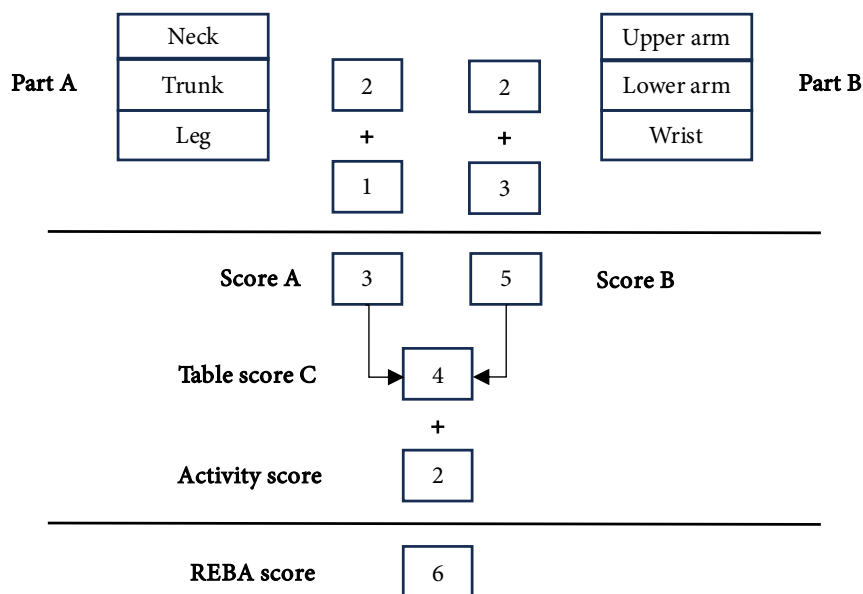 Neck
Upper arm
Part A
Trunk
2
2
Lower arm
Part B
Leg
+
+
Wrist
1
3
Score A
3
5
Score B
Table score C
4
+
Activity score
2
REBA score
6